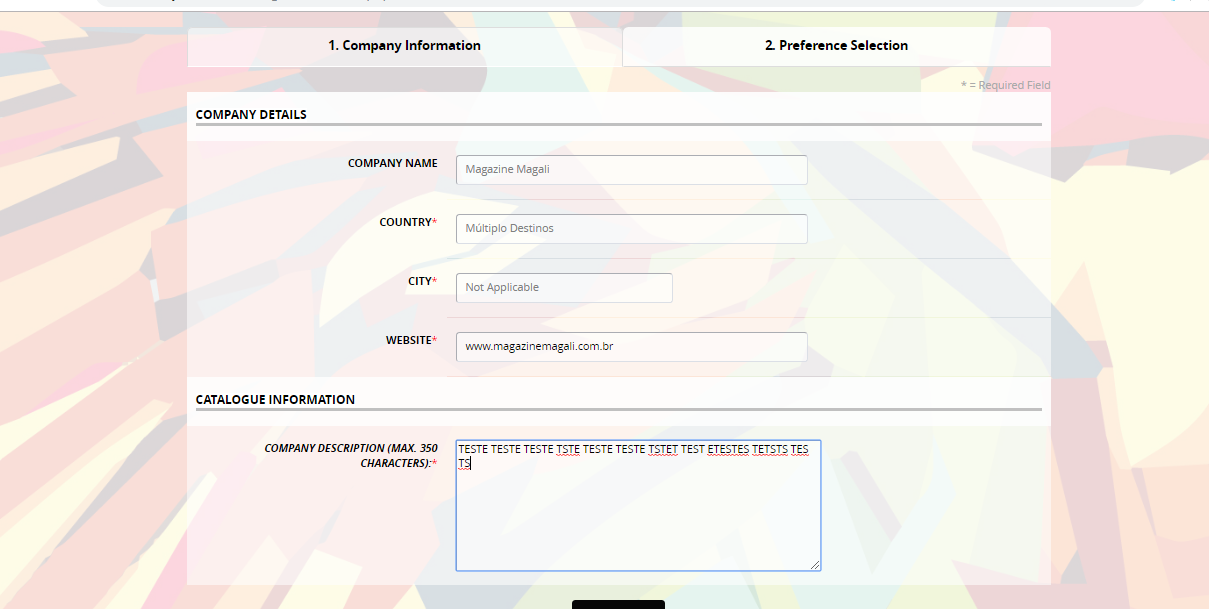 1. Company Information
2. Preference Selection
* = Required Field
COMPANY DETAILS
COMPANY NAME
Magazine Magali
COUNTRY*
Múltiplo Destinos
CITY*
Not Applicable
WEBSITE*
www.magazinemagali.com.br
CATALOGUE INFORMATION
COMPANY DESCRIPTION (MAX. 350
CHARACTERS):*
TESTE TESTE TESTE TSTE TESTE TESTE TSTET TEST ETESTES TETSTS TES
TS